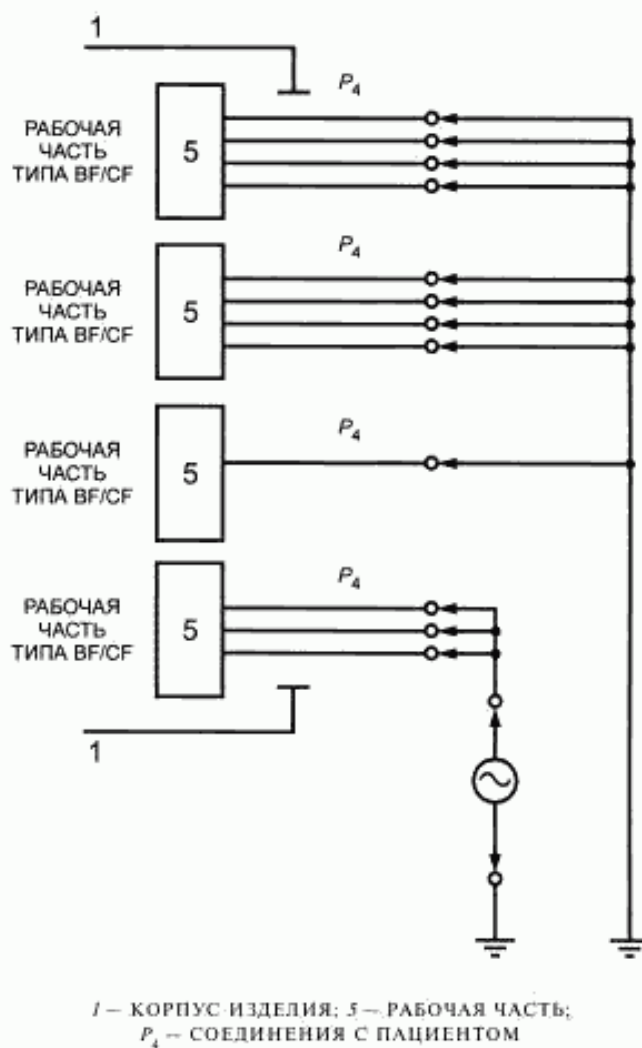 1
P₄
РАБОЧАЯ
ЧАСТЬ
ТИПА BF/CF
5
P₄
РАБОЧАЯ
ЧАСТЬ
ТИПА BF/CF
5
P₄
РАБОЧАЯ
ЧАСТЬ
ТИПА BF/CF
5
P₄
РАБОЧАЯ
ЧАСТЬ
ТИПА BF/CF
5
1
1 — КОРПУС ИЗДЕЛИЯ; 5 — РАБОЧАЯ ЧАСТЬ;
P₄ — СОЕДИНЕНИЯ С ПАЦИЕНТОМ